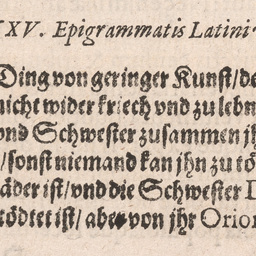 XV. Epigrammatis Latini
Ding von geringer Kunst/de
nicht wider kriech vnd zu lebn
vnd Schwester zusammen jh
/sonst niemand kan jhn zu tö
äder ist/vnd die Schwester D
tödtet ist/ aber von jhr Orion